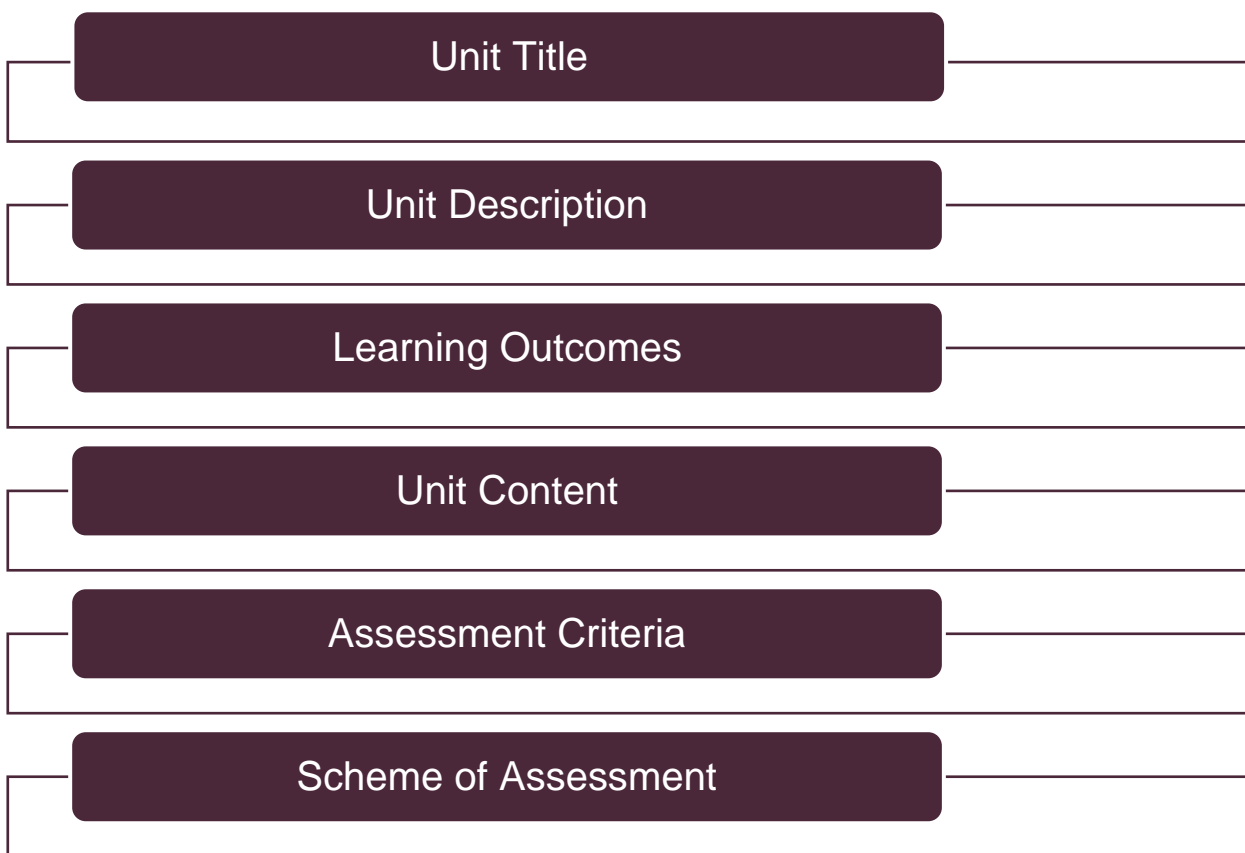 Unit Title
Unit Description
Learning Outcomes
Unit Content
Assessment Criteria
Scheme of Assessment